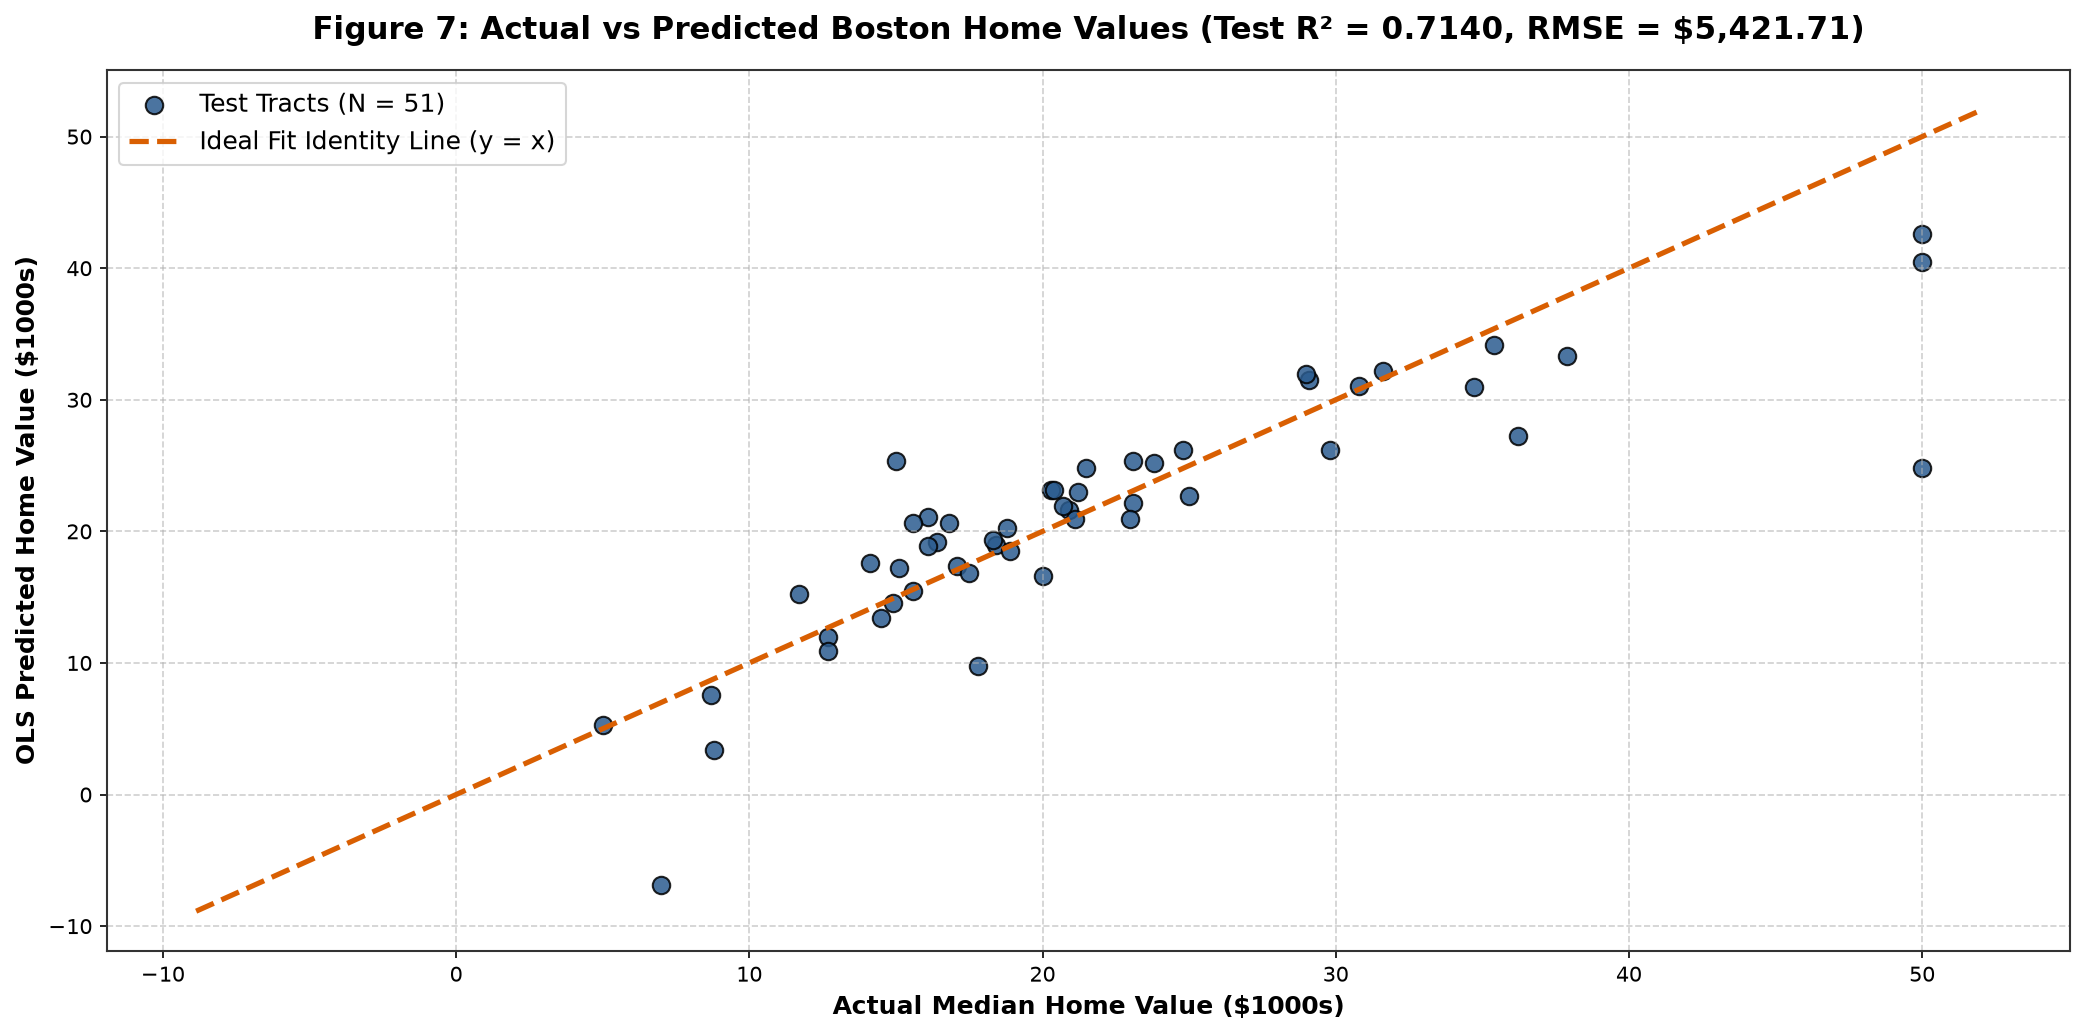 Figure 7: Actual vs Predicted Boston Home Values (Test R² = 0.7140, RMSE = $5,421.71)
Test Tracts (N = 51)
Ideal Fit Identity Line (y = x)
OLS Predicted Home Value ($1000s)
50
40
30
20
10
0
−10
−10
0
10
20
30
40
50
Actual Median Home Value ($1000s)